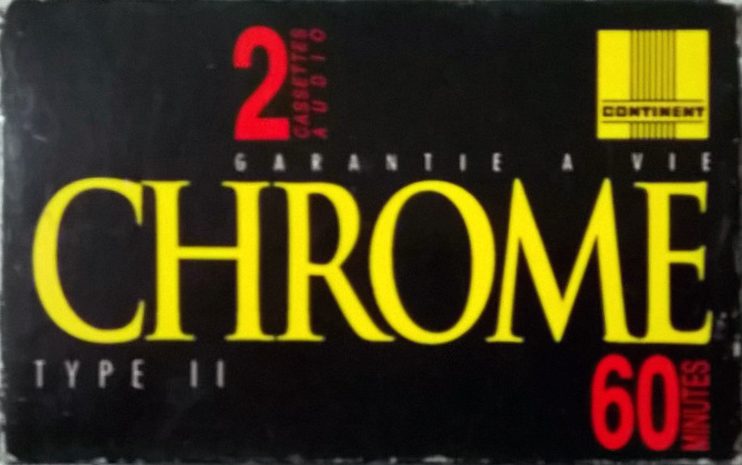 2
CASSETTES
AUDIO
CONTINENT
GARANTIE A VIE
CHROME
TYPE II
60
MINUTES